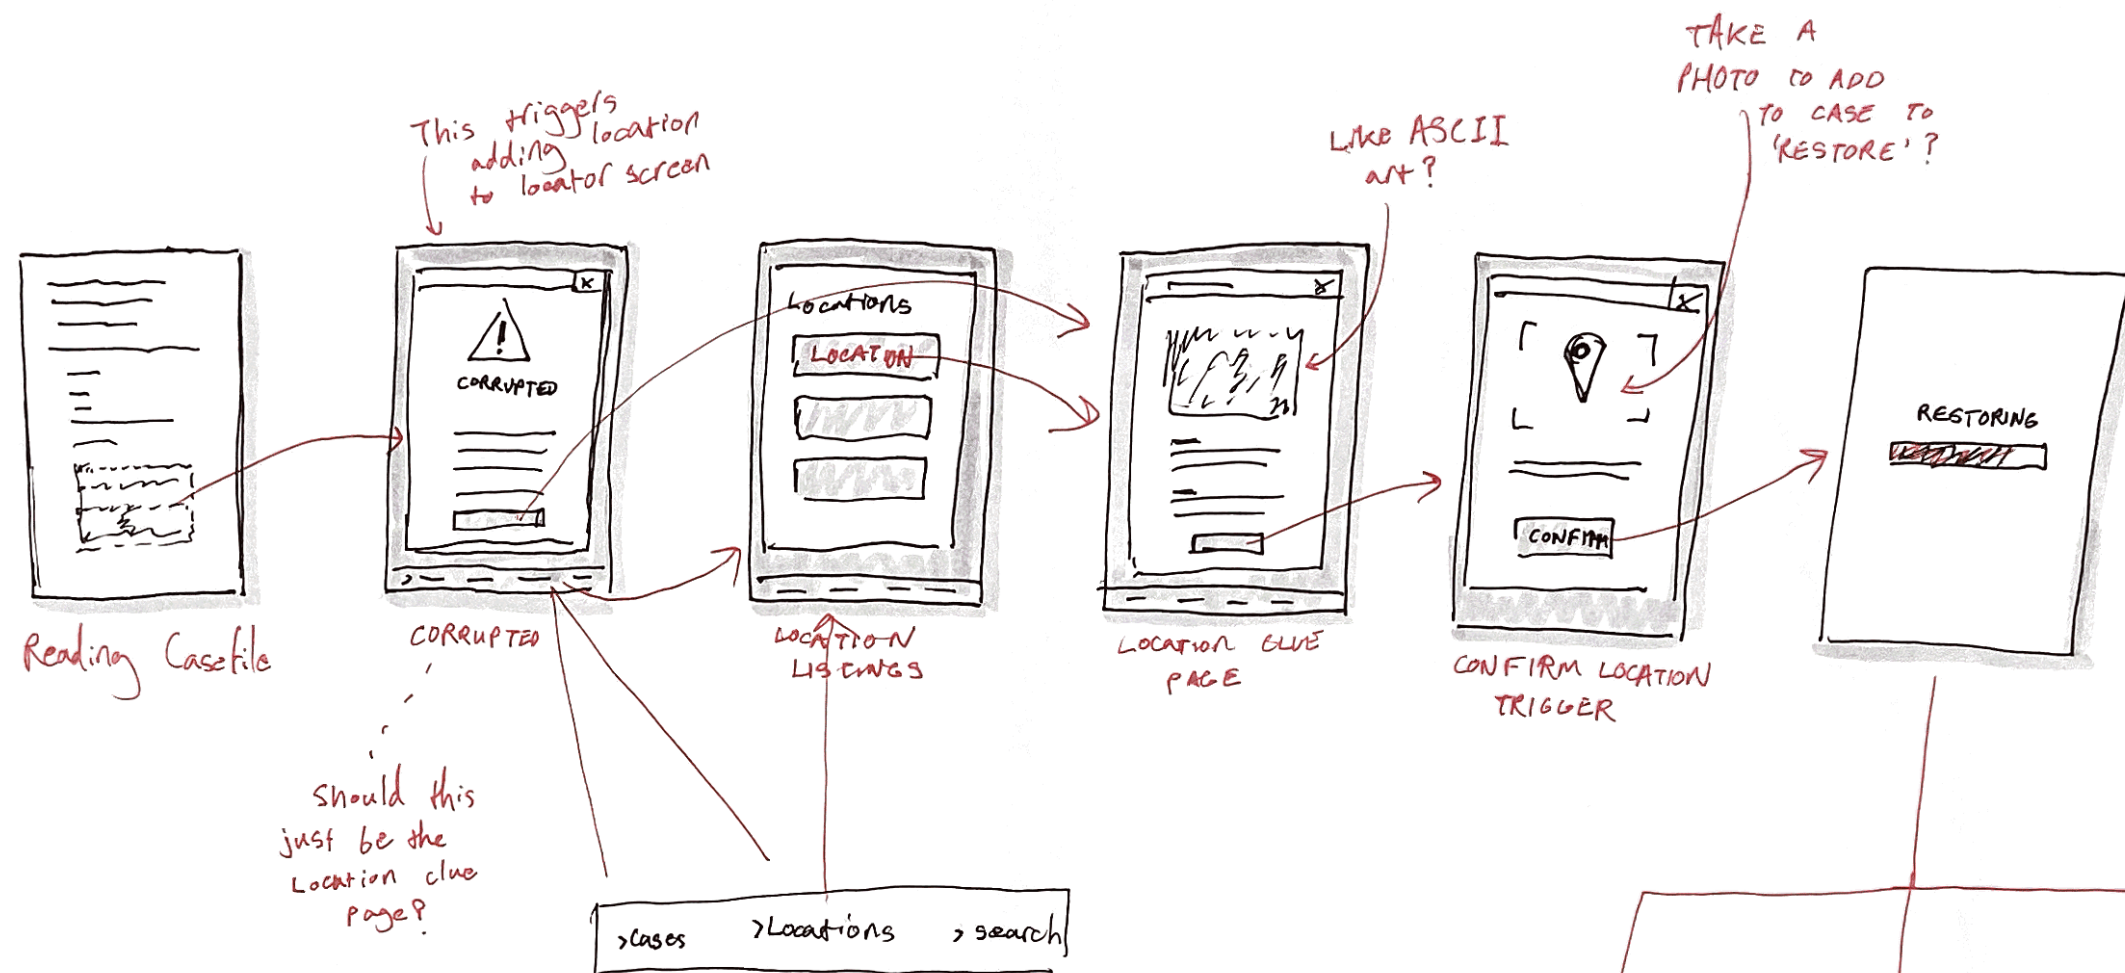 This triggers
adding location
to locator screen
LIKE ASCII
art?
TAKE A
PHOTO TO ADD
TO CASE TO
'RESTORE'?
X
!
CORRUPTED
Locations
LOCATION
X
X
CONFIRM
RESTORING
Reading Casefile
CORRUPTED
LOCATION
LISTINGS
LOCATION CLUE
PAGE
CONFIRM LOCATION
TRIGGER
Should this
just be the
Location clue
page?
>Cases >Locations >search